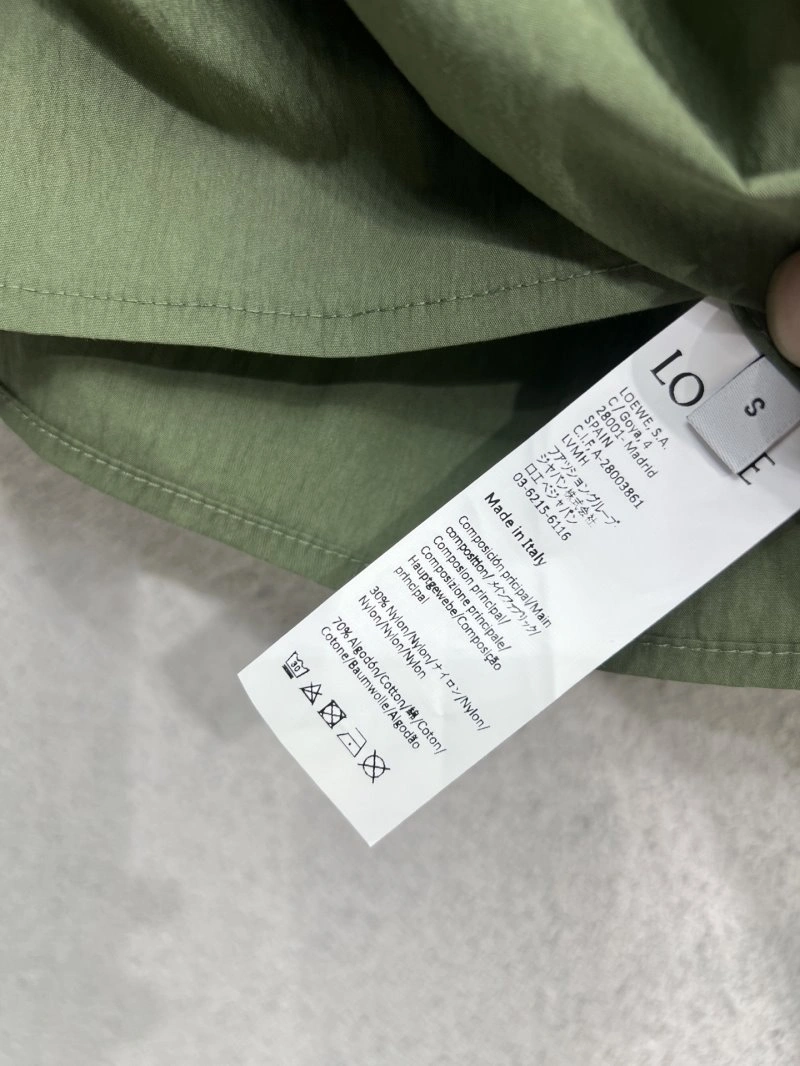 LO E
S
LOEWE, S.A.
C/Goya, 4
28001- Madrid
SPAIN
C.I.F. A-28003861
LVMH
ファッショングループ
ジャパン株式会社
ロエベジャパン
03-6215-6116
Made in Italy
Composición pricipal/Main
composition/メインファブリック/
Composion principal/
Composizione principale/
Hauptgewebe/Composição
principal
30% Nylon/Nylon/ナイロン/Nylon/
Nylon/Nylon/Nylon
70% Algodón/Cotton/綿/Coton/
Cotone/Baumwolle/Algodão
30